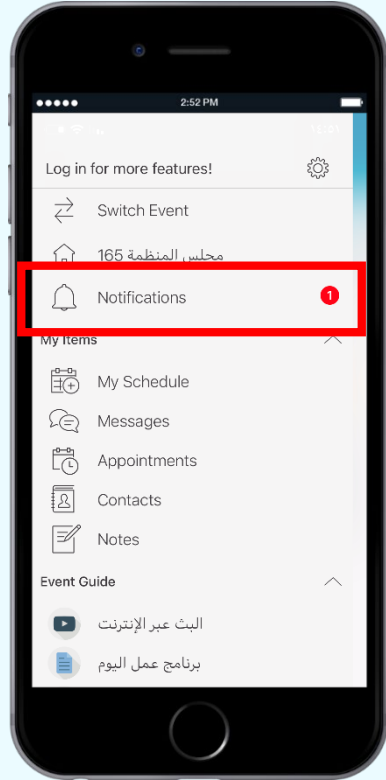 2:52 PM
Log in for more features!
Switch Event
مجلس المنظمة 165
Notifications
1
My Items
My Schedule
Messages
Appointments
Contacts
Notes
Event Guide
البث عبر الإنترنت
برنامج عمل اليوم